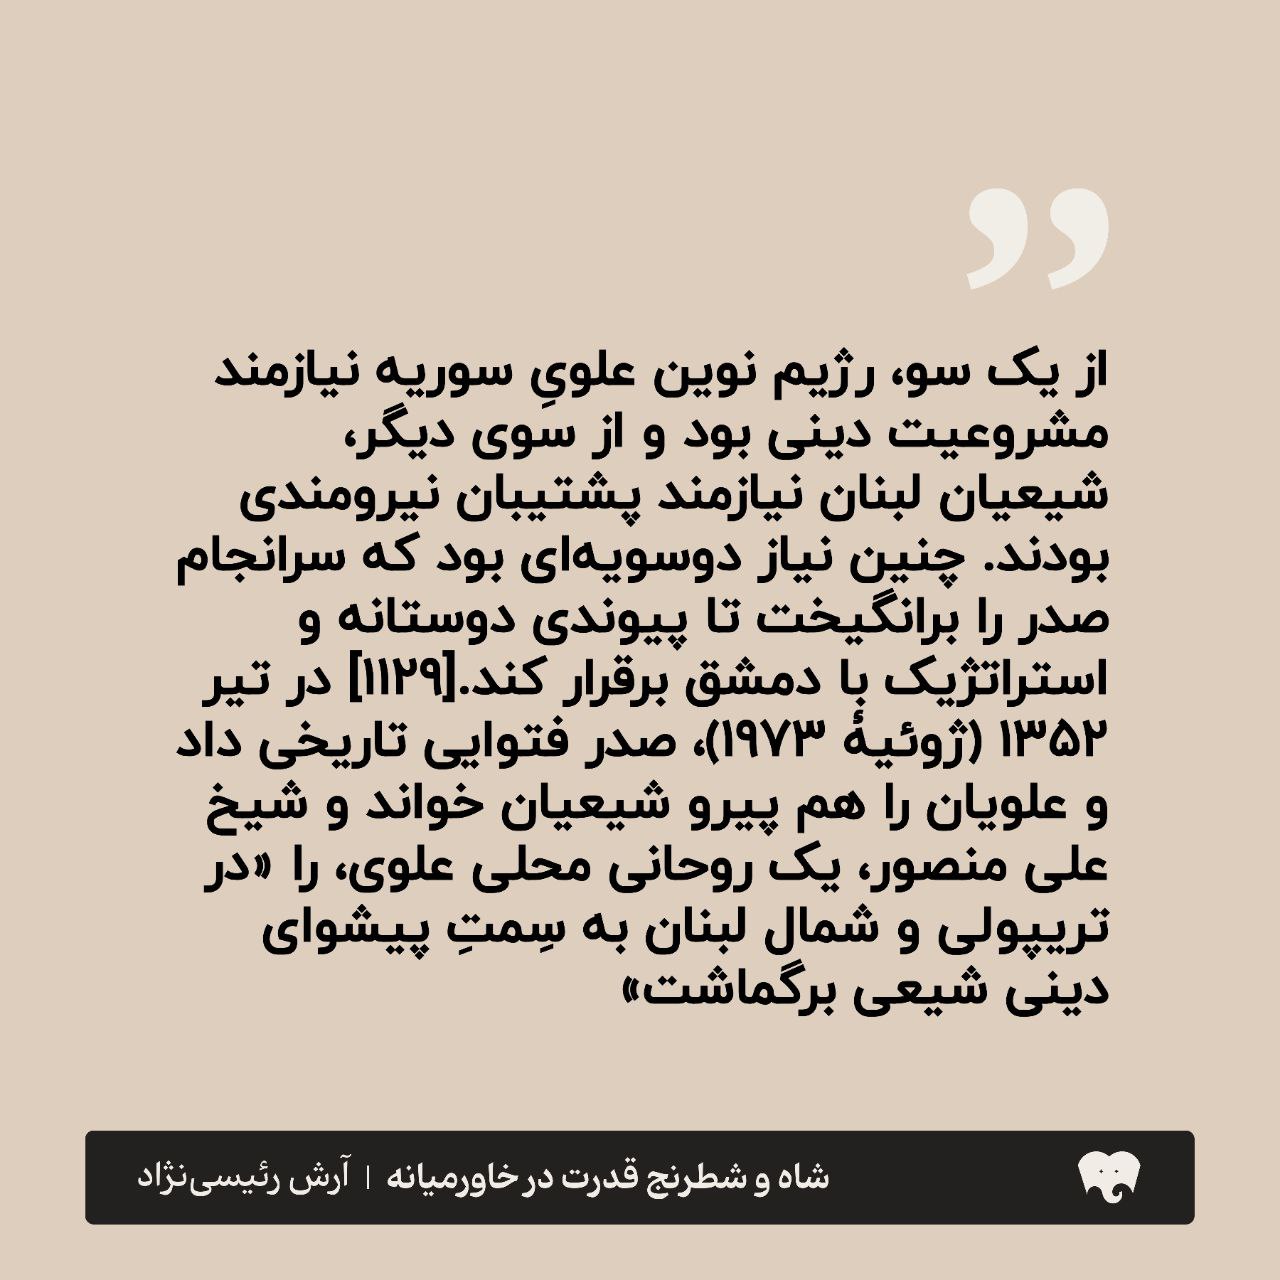 ”
از یک سو، رژیم نوین علویِ سوریه نیازمند
مشروعیت دینی بود و از سوی دیگر،
شیعیان لبنان نیازمند پشتیبان نیرومندی
بودند. چنین نیاز دوسویه‌ای بود که سرانجام
صدر را برانگیخت تا پیوندی دوستانه و
استراتژیک با دمشق برقرار کند.[۱۱۲۹] در تیر
۱۳۵۲ (ژوئیهٔ ۱۹۷۳)، صدر فتوایی تاریخی داد
و علویان را هم پیرو شیعیان خواند و شیخ
علی منصور، یک روحانی محلی علوی، را «در
تریپولی و شمال لبنان به سِمتِ پیشوای
دینی شیعی برگماشت»
شاه و شطرنج قدرت در خاورمیانه | آرش رئیسی‌نژاد